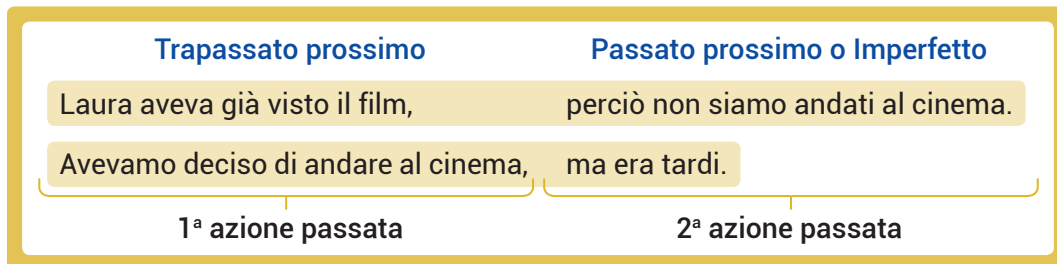 Trapassato prossimo Passato prossimo o Imperfetto
Laura aveva già visto il film, perciò non siamo andati al cinema.
Avevamo deciso di andare al cinema, ma era tardi.
1ª azione passata 2ª azione passata